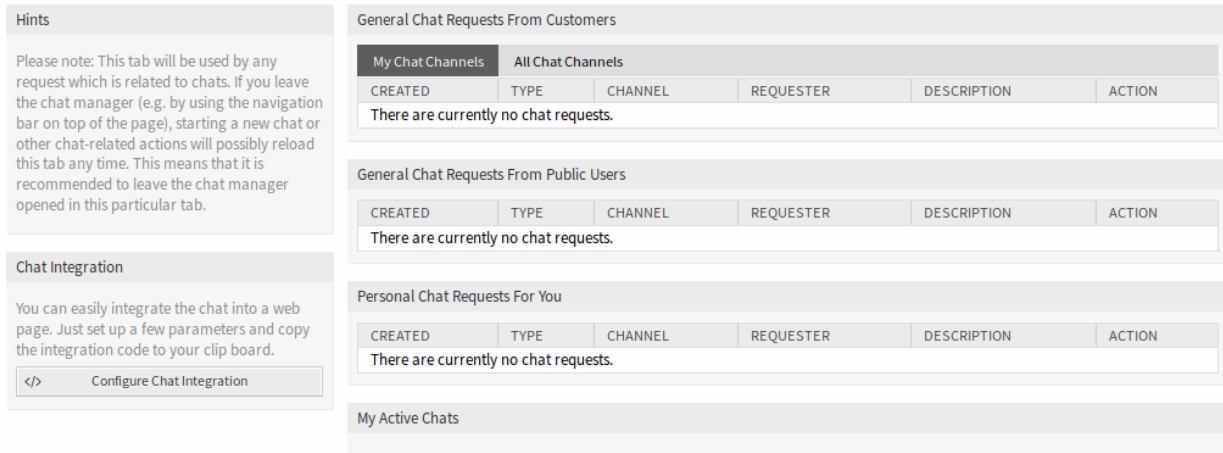 Hints
Please note: This tab will be used by any
request which is related to chats. If you leave
the chat manager (e.g. by using the navigation
bar on top of the page), starting a new chat or
other chat-related actions will possibly reload
this tab any time. This means that it is
recommended to leave the chat manager
opened in this particular tab.
Chat Integration
You can easily integrate the chat into a web
page. Just set up a few parameters and copy
the integration code to your clip board.
</> Configure Chat Integration
General Chat Requests From Customers
My Chat Channels All Chat Channels
CREATED TYPE CHANNEL REQUESTER DESCRIPTION ACTION
There are currently no chat requests.
General Chat Requests From Public Users
CREATED TYPE CHANNEL REQUESTER DESCRIPTION ACTION
There are currently no chat requests.
Personal Chat Requests For You
CREATED TYPE CHANNEL REQUESTER DESCRIPTION ACTION
There are currently no chat requests.
My Active Chats